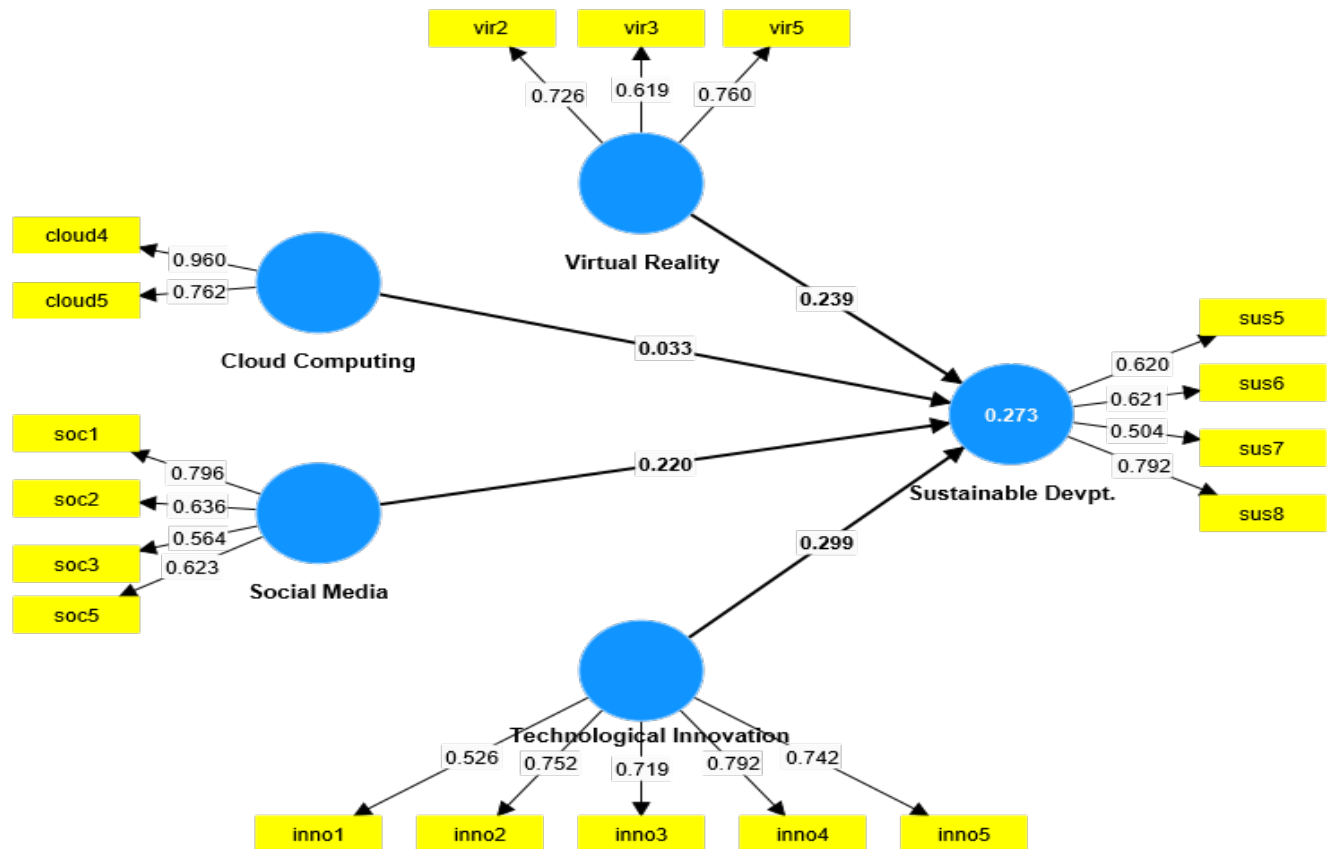 vir2
vir3
vir5
0.726
0.619
0.760
Virtual Reality
cloud4
cloud5
0.960
0.762
Cloud Computing
0.239
0.033
soc1
soc2
soc3
soc5
0.796
0.636
0.564
0.623
Social Media
0.220
0.273
Sustainable Devpt.
0.620
0.621
0.504
0.792
sus5
sus6
sus7
sus8
0.299
Technological Innovation
0.526
0.752
0.719
0.792
0.742
inno1
inno2
inno3
inno4
inno5